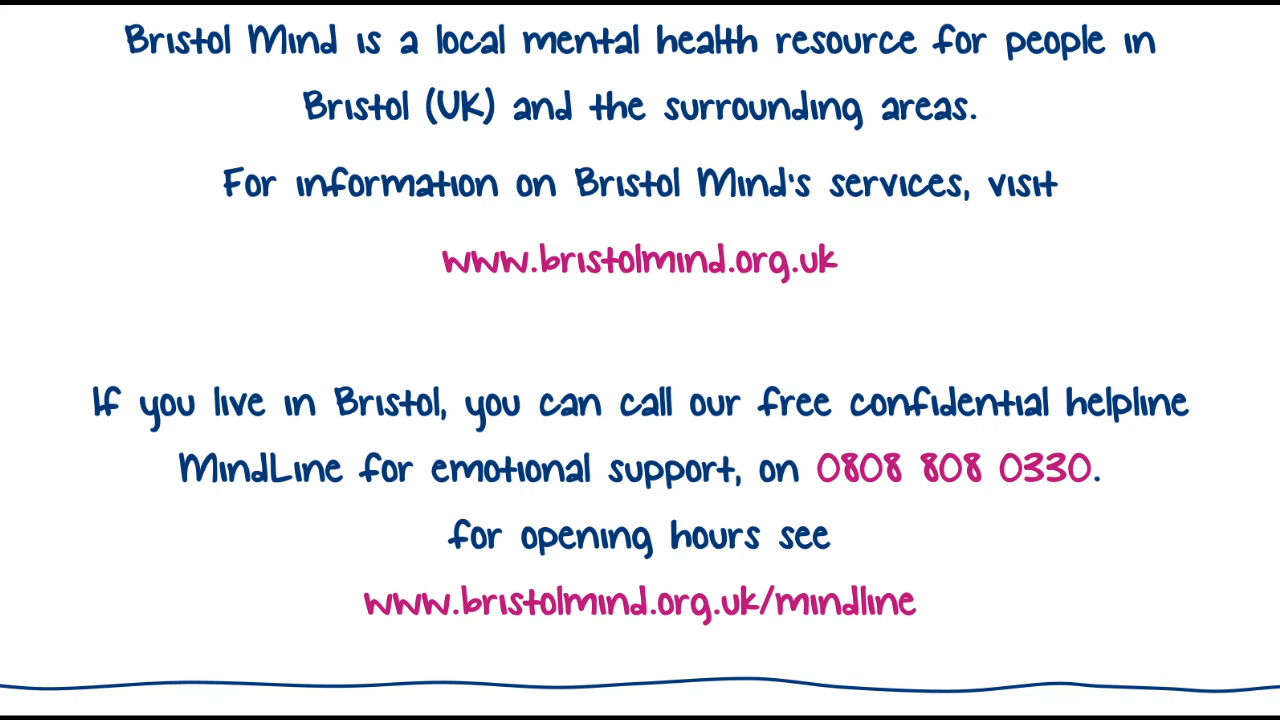 Bristol Mind is a local mental health resource for people in
Bristol (UK) and the surrounding areas.
For information on Bristol Mind's services, visit
www.bristolmind.org.uk
If you live in Bristol, you can call our free confidential helpline
MindLine for emotional support, on 0808 808 0330.
for opening hours see
www.bristolmind.org.uk/mindline